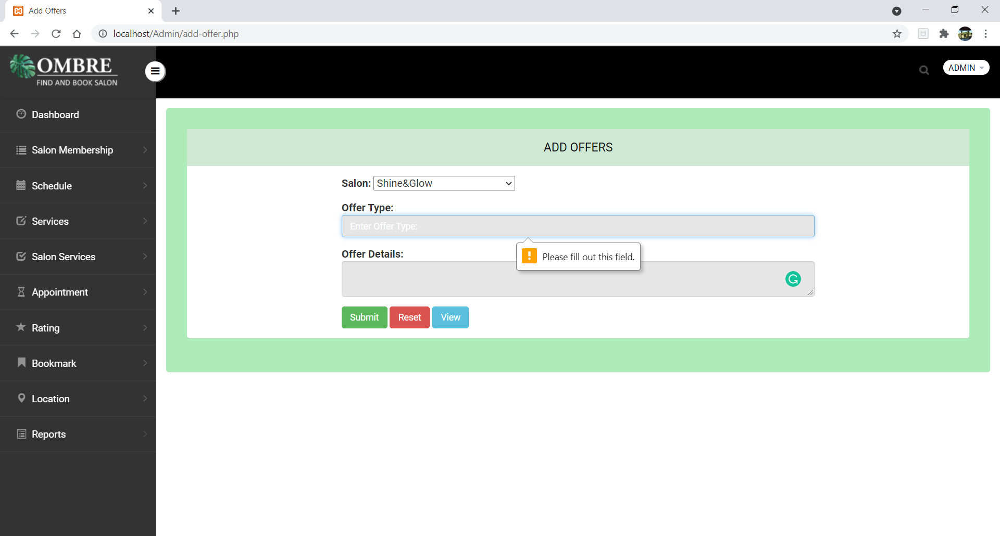 Add Offers
localhost/Admin/add-offer.php
OMBRE
FIND AND BOOK SALON
ADMIN
Dashboard
Salon Membership
Schedule
Services
Salon Services
Appointment
Rating
Bookmark
Location
Reports
ADD OFFERS
Salon: Shine&Glow
Offer Type:
Enter Offer Type:
Please fill out this field.
Offer Details:
Submit Reset View